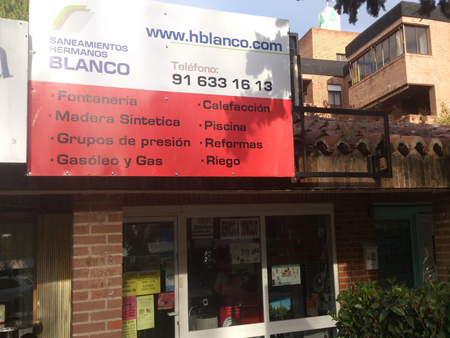 www.hblanco.com
SANEAMIENTOS
HERMANOS
BLANCO
Teléfono:
91 633 16 13
· Fontanería
· Madera Sintetica
· Grupos de presión
· Gasóleo y Gas
· Calefacción
· Piscina
· Reformas
· Riego